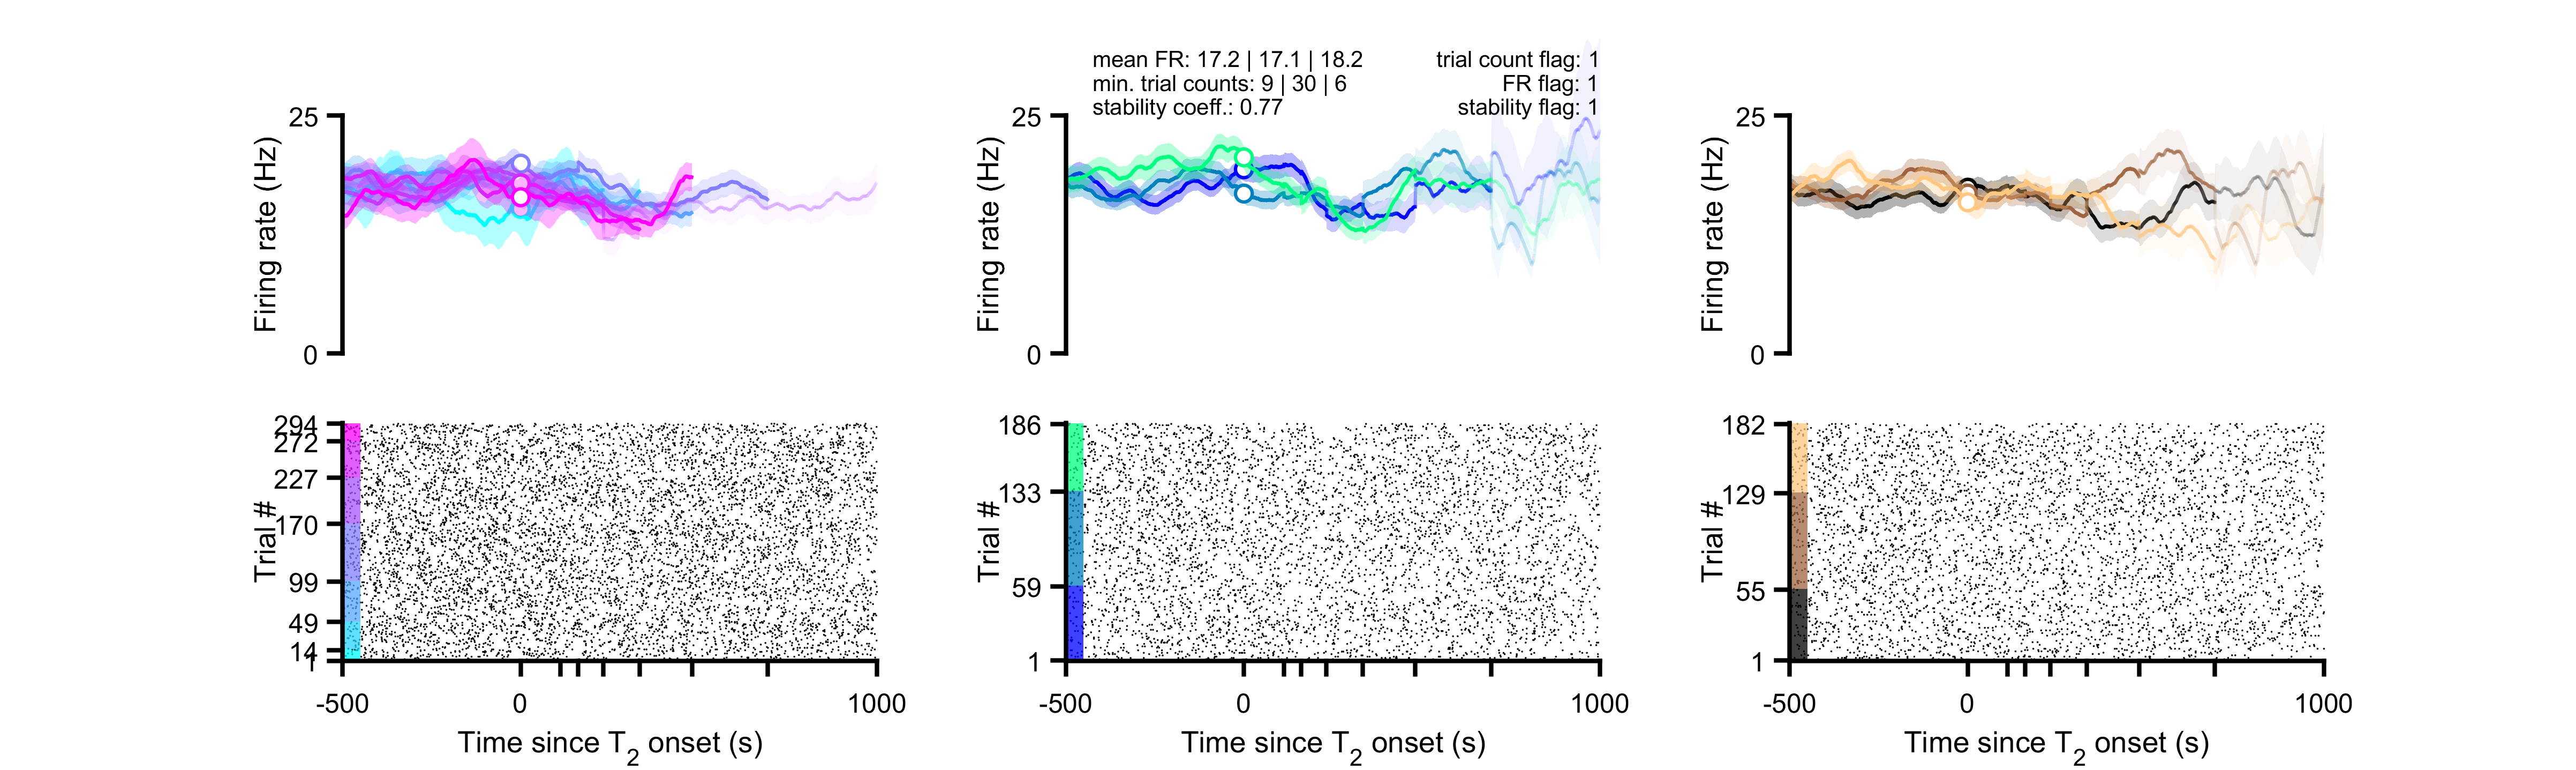 mean FR: 17.2 | 17.1 | 18.2
min. trial counts: 9 | 30 | 6
stability coeff.: 0.77
trial count flag: 1
FR flag: 1
stability flag: 1
25
Firing rate (Hz)
0
25
Firing rate (Hz)
0
25
Firing rate (Hz)
0
294
272
227
170
99
49
14
1
Trial #
-500
0
1000
Time since T2 onset (s)
186
133
59
1
Trial #
-500
0
1000
Time since T2 onset (s)
182
129
55
1
Trial #
-500
0
1000
Time since T2 onset (s)